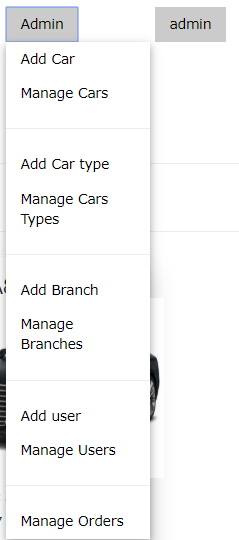 Admin
admin
Add Car
Manage Cars
Add Car type
Manage Cars
Types
Add Branch
Manage
Branches
Add user
Manage Users
Manage Orders